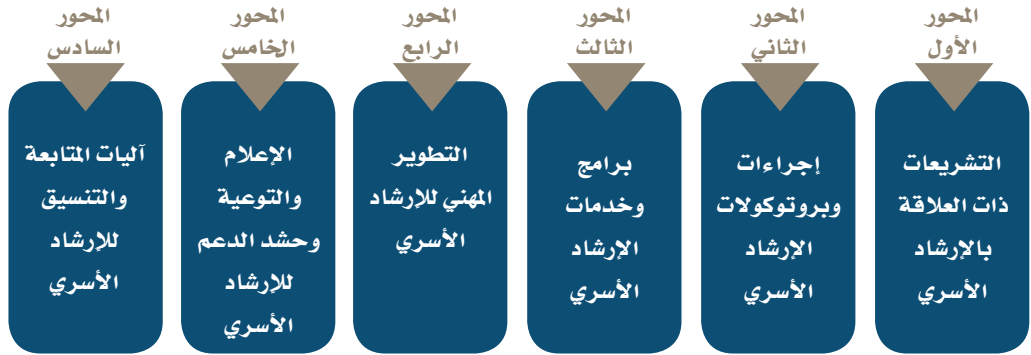 المحور
الأول
التشريعات
ذات العلاقة
بالإرشاد
الأسري
المحور
الثاني
إجراءات
وبروتوكولات
الإرشاد
الأسري
المحور
الثالث
برامج
وخدمات
الإرشاد
الأسري
المحور
الرابع
التطوير
المهني للإرشاد
الأسري
المحور
الخامس
الإعلام
والتوعية
وحشد الدعم
للإرشاد
الأسري
المحور
السادس
آليات المتابعة
والتنسيق
للإرشاد
الأسري